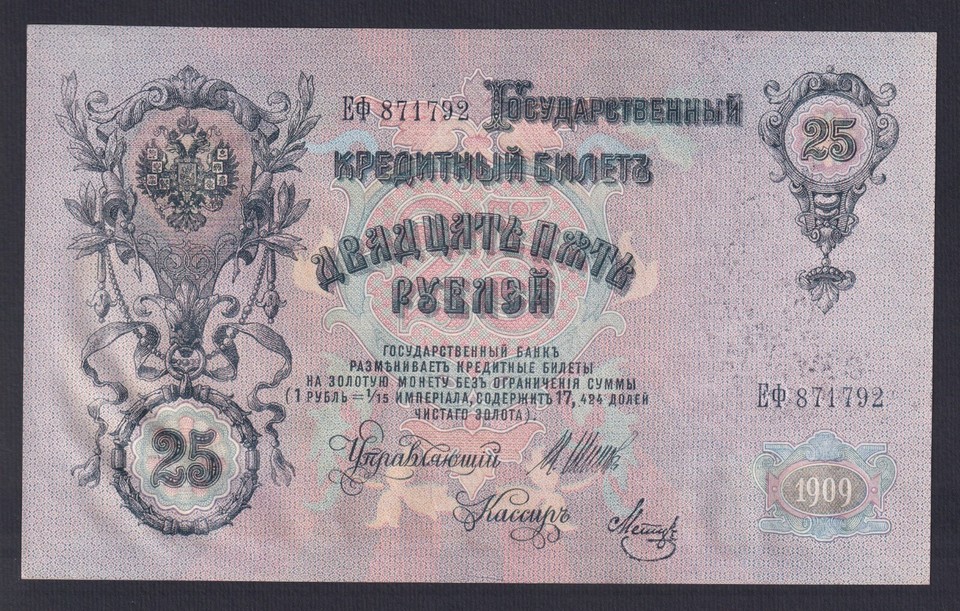 ЕФ 871792 Государственный
кредитный билетъ
25
двадцать пять
рублей
Государственный банкъ
размѣниваетъ кредитные билеты
на золотую монету безъ ограниченія суммы
(1 рубль = 1/15 имперіала, содержитъ 17, 424 долей
чистаго золота).
ЕФ 871792
25
Управляющій
1909
Кассиръ